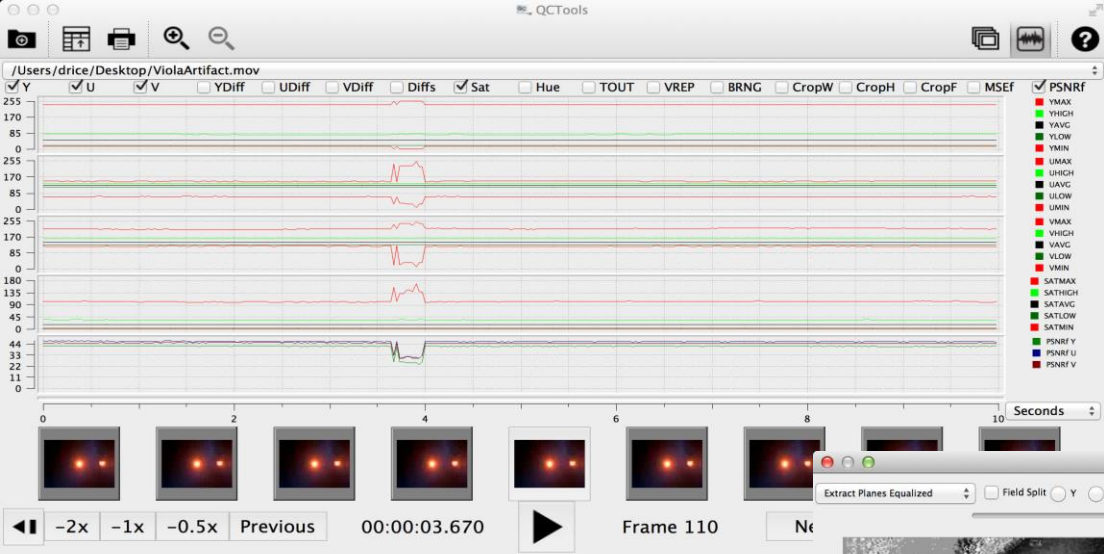 QCTools
/Users/drice/Desktop/ViolaArtifact.mov
Y U V YDiff UDiff VDiff Diffs Sat Hue TOUT VREP BRNG CropW CropH CropF MSEf PSNRf
255
170
85
0
YMAX
YHIGH
YAVG
YLOW
YMIN
255
170
85
0
UMAX
UHIGH
UAVG
ULOW
UMIN
255
170
85
0
VMAX
VHIGH
VAVG
VLOW
VMIN
180
135
90
45
0
SATMAX
SATHIGH
SATAVG
SATLOW
SATMIN
44
33
22
11
0
PSNRf Y
PSNRf U
PSNRf V
0 2 4 6 8 10 Seconds
Extract Planes Equalized Field Split Y
-2x -1x -0.5x Previous 00:00:03.670 Frame 110 Ne